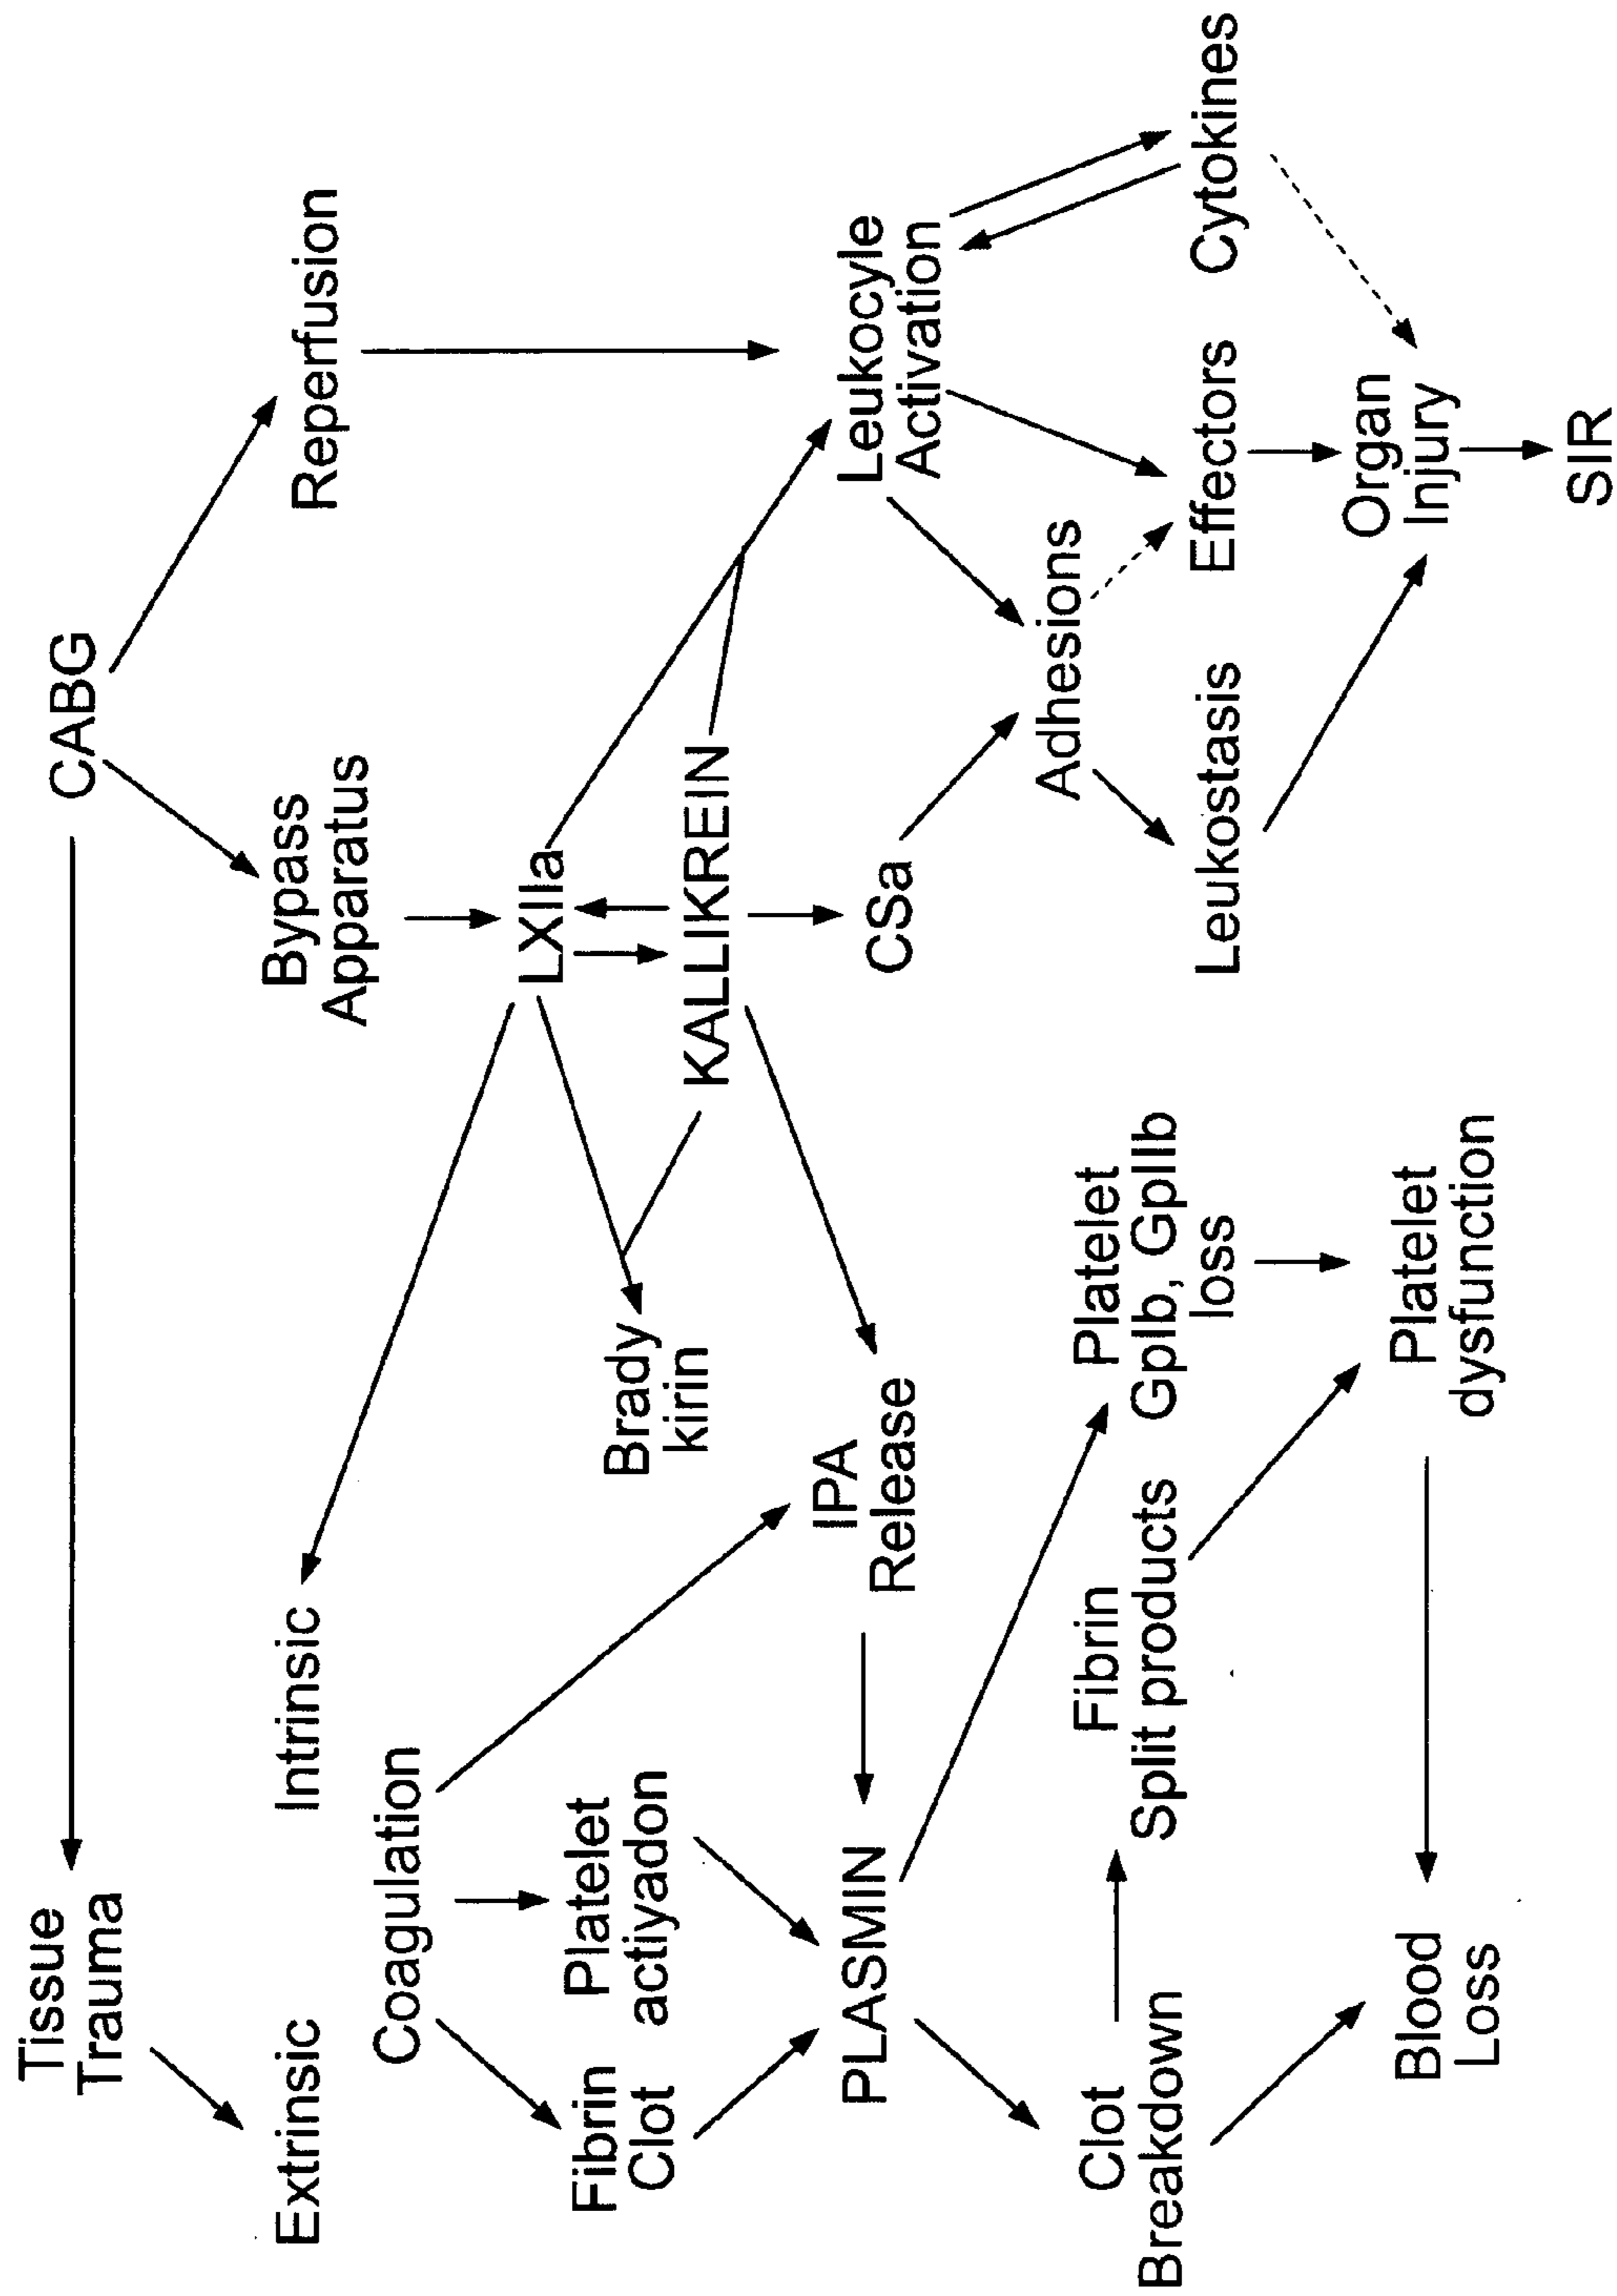 CABG
Tissue
Trauma
Bypass
Apparatus
Reperfusion
Extrinsic
Intrinsic
Coagulation
LXIIa
Fibrin
Clot
Platelet
actiyadon
Brady
kirin
KALLIKREIN
PLASMIN
IPA
Release
CSa
Leukocyle
Activation
Adhesions
Clot
Breakdown
Fibrin
Split products
Platelet
GpIb, GpIIb
loss
Leukostasis
Effectors
Cytokines
Blood
Loss
Platelet
dysfunction
Organ
Injury
SIR